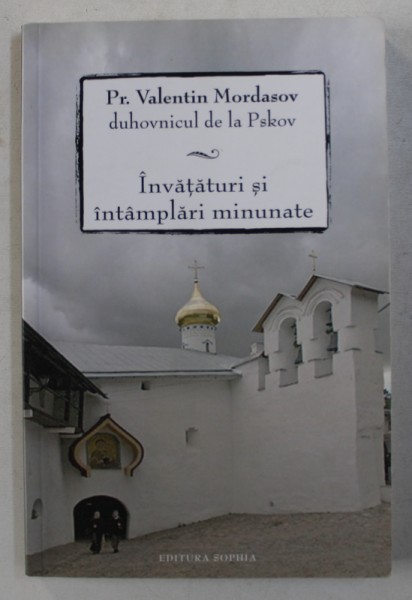 Pr. Valentin Mordasov
duhovnicul de la Pskov
Învățături și
întâmplări minunate
EDITURA SOPHIA